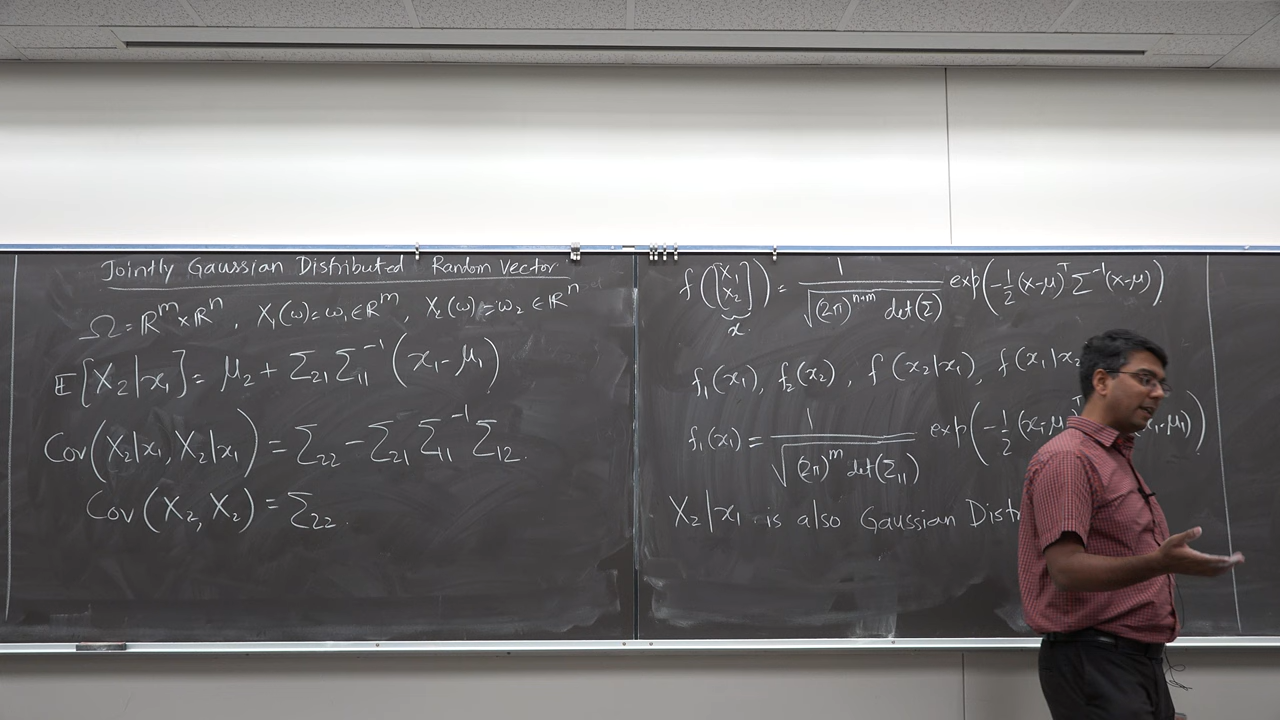 Jointly Gaussian Distributed Random Vector
Ω = ℝ^m × ℝ^n, X₁(ω) = ω₁ ∈ ℝ^m, X₂(ω) = ω₂ ∈ ℝ^n
𝔼[X₂|x₁] = μ₂ + Σ₂₁ Σ₁₁^{-1} (x₁ - μ₁)
Cov(X₂|x₁, X₂|x₁) = Σ₂₂ - Σ₂₁ Σ₁₁^{-1} Σ₁₂.
Cov(X₂, X₂) = Σ₂₂.
f([x₁ x₂]) = 1/√((2π)^{n+m} det(Σ)) exp(-1/2 (x-μ)^T Σ^{-1} (x-μ)).
x.
f₁(x₁), f₂(x₂), f(x₂|x₁), f(x₁|x₂
f₁(x₁) = 1/√((2π)^m det(Σ₁₁)) exp(-1/2 (x₁-μ T x₁-μ₁))
X₂|x₁ is also Gaussian Distr